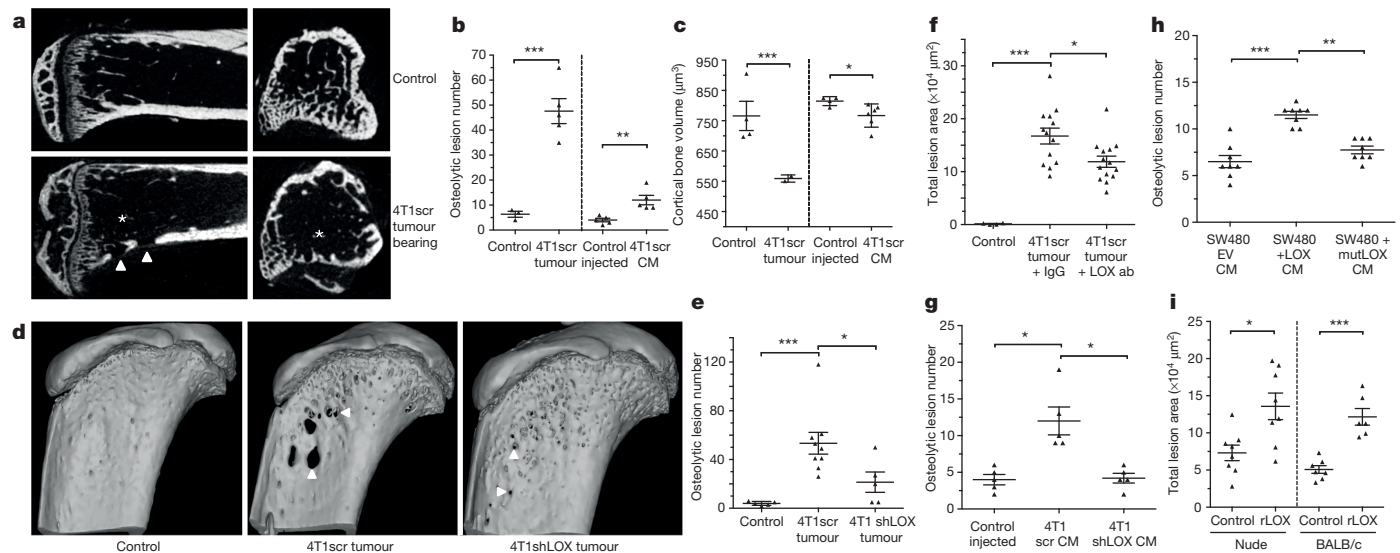 a
Control
4T1scr
tumour
bearing
*
*
b
Osteolytic lesion number
70
60
50
40
30
20
10
0
***
**
Control 4T1scr
tumour
Control 4T1scr
injected CM
c
Cortical bone volume (μm³)
950
850
750
650
550
450
***
*
Control 4T1scr
tumour
Control 4T1scr
injected CM
d
Control
4T1scr tumour
4T1shLOX tumour
e
Osteolytic lesion number
120
80
40
0
***
*
Control 4T1scr 4T1 shLOX
tumour tumour
f
Total lesion area (×10⁴ μm²)
30
20
10
0
***
*
Control 4T1scr 4T1scr
tumour tumour
+ IgG + LOX ab
g
Osteolytic lesion number
25
20
15
10
5
0
*
*
Control 4T1 4T1
injected scr CM shLOX CM
h
Osteolytic lesion number
20
15
10
5
0
***
**
SW480 SW480 SW480 +
EV +LOX mutLOX
CM CM CM
i
Total lesion area (×10⁴ μm²)
25
20
15
10
5
0
*
***
Control rLOX Control rLOX
Nude BALB/c